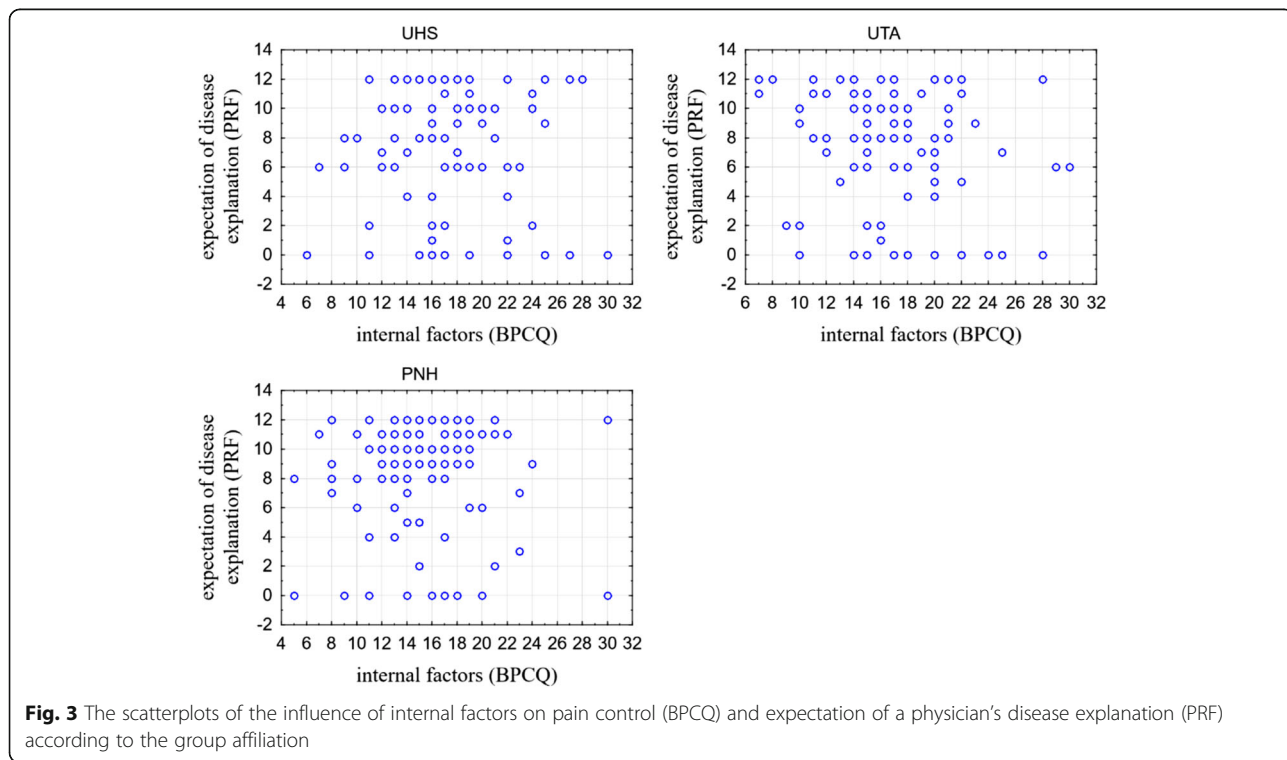 UHS
14
12
10
8
6
4
2
0
-2
expectation of disease
explanation (PRF)
4 6 8 10 12 14 16 18 20 22 24 26 28 30 32
internal factors (BPCQ)
UTA
14
12
10
8
6
4
2
0
-2
expectation of disease
explanation (PRF)
6 8 10 12 14 16 18 20 22 24 26 28 30 32
internal factors (BPCQ)
PNH
14
12
10
8
6
4
2
0
-2
expectation of disease
explanation (PRF)
4 6 8 10 12 14 16 18 20 22 24 26 28 30 32
internal factors (BPCQ)
Fig. 3 The scatterplots of the influence of internal factors on pain control (BPCQ) and expectation of a physician's disease explanation (PRF)
according to the group affiliation